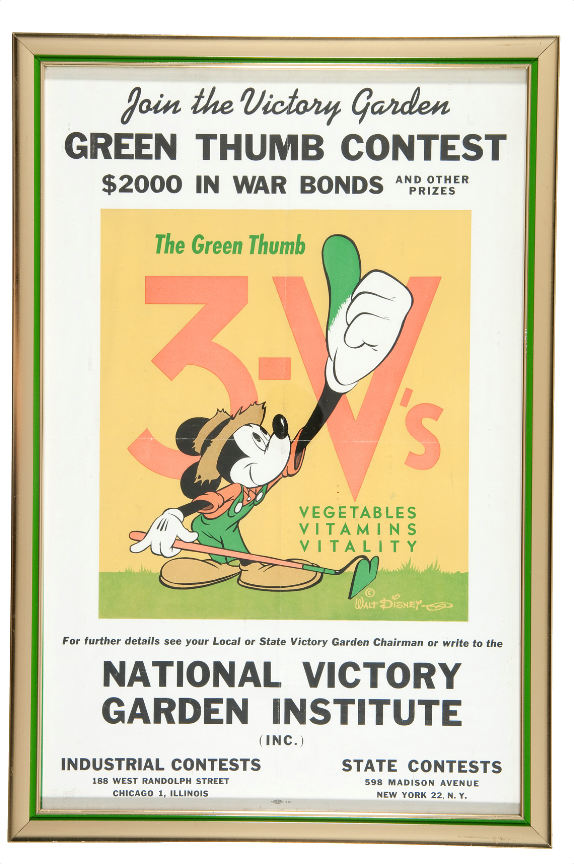 Join the Victory Garden
GREEN THUMB CONTEST
$2000 IN WAR BONDS AND OTHER PRIZES
The Green Thumb
3-V's
VEGETABLES
VITAMINS
VITALITY
© WALT DISNEY
For further details see your Local or State Victory Garden Chairman or write to the
NATIONAL VICTORY
GARDEN INSTITUTE
(INC.)
INDUSTRIAL CONTESTS
188 WEST RANDOLPH STREET
CHICAGO 1, ILLINOIS
STATE CONTESTS
598 MADISON AVENUE
NEW YORK 22, N. Y.